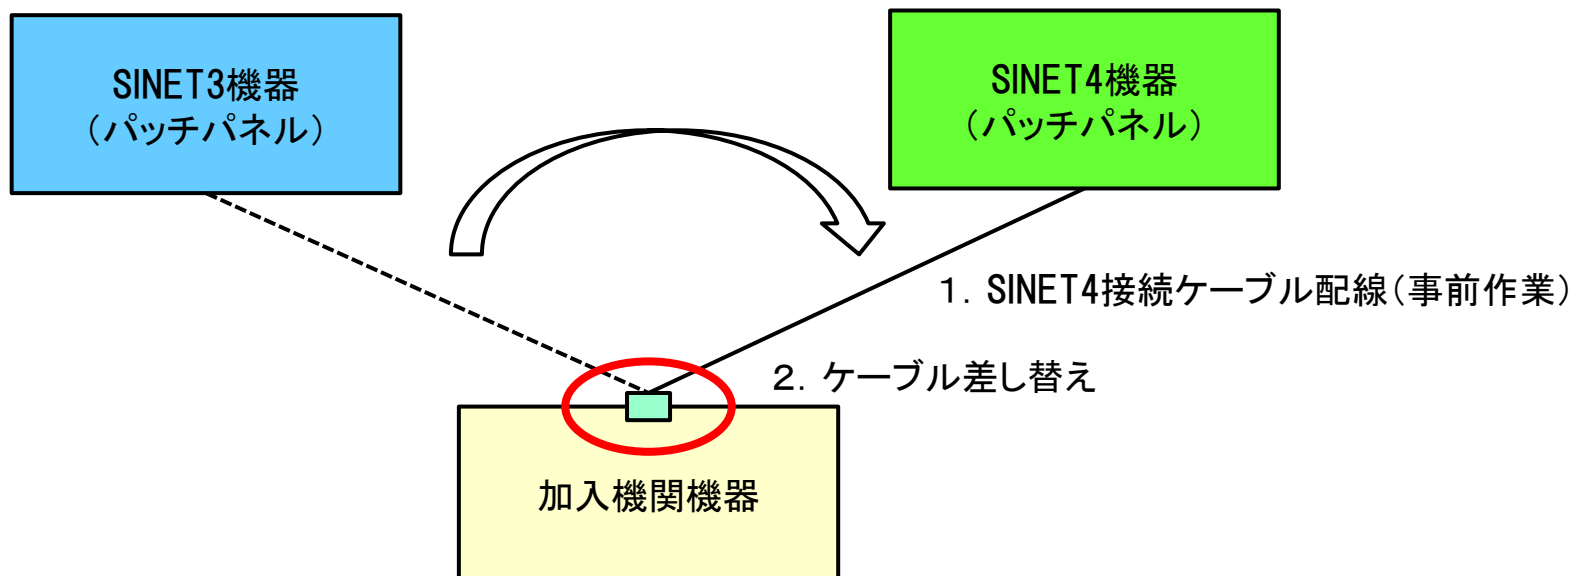 SINET3機器
（パッチパネル）
SINET4機器
（パッチパネル）
１．SINET4接続ケーブル配線（事前作業）
２．ケーブル差し替え
加入機関機器